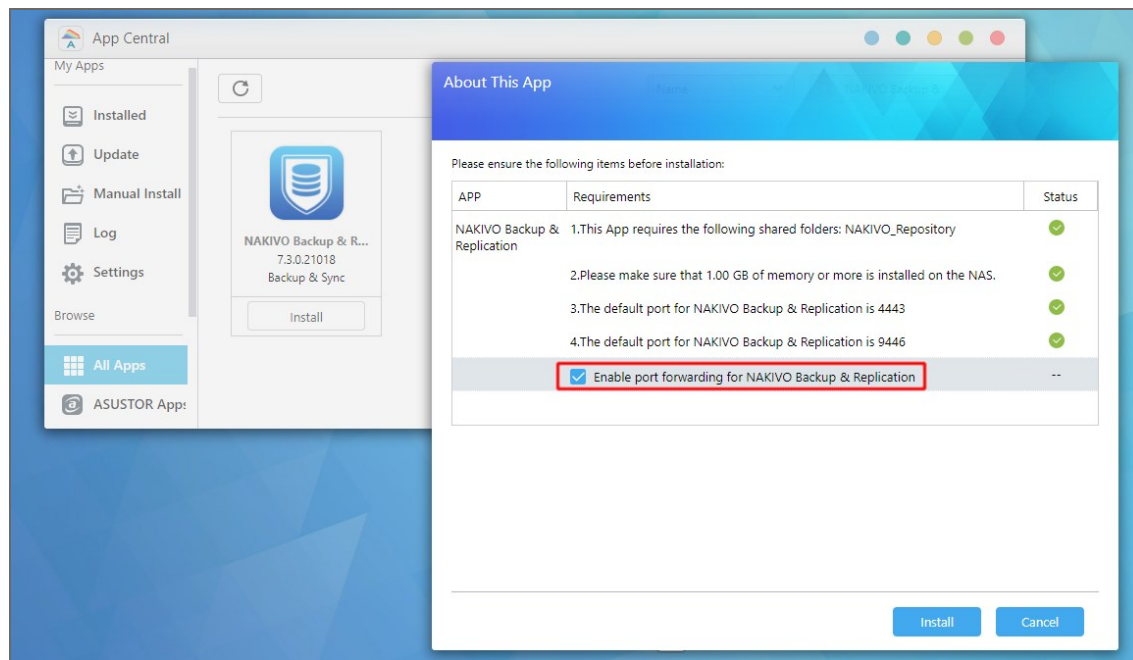 App Central
My Apps
Installed
Update
Manual Install
Log
Settings
Browse
All Apps
ASUSTOR Apps
NAKIVO Backup & R...
7.3.0.21018
Backup & Sync
Install
About This App
Name
NAKIVO Backup &
Please ensure the following items before installation:
APP Requirements Status
NAKIVO Backup & 1.This App requires the following shared folders: NAKIVO_Repository
Replication
2.Please make sure that 1.00 GB of memory or more is installed on the NAS.
3.The default port for NAKIVO Backup & Replication is 4443
4.The default port for NAKIVO Backup & Replication is 9446
Enable port forwarding for NAKIVO Backup & Replication --
Install Cancel